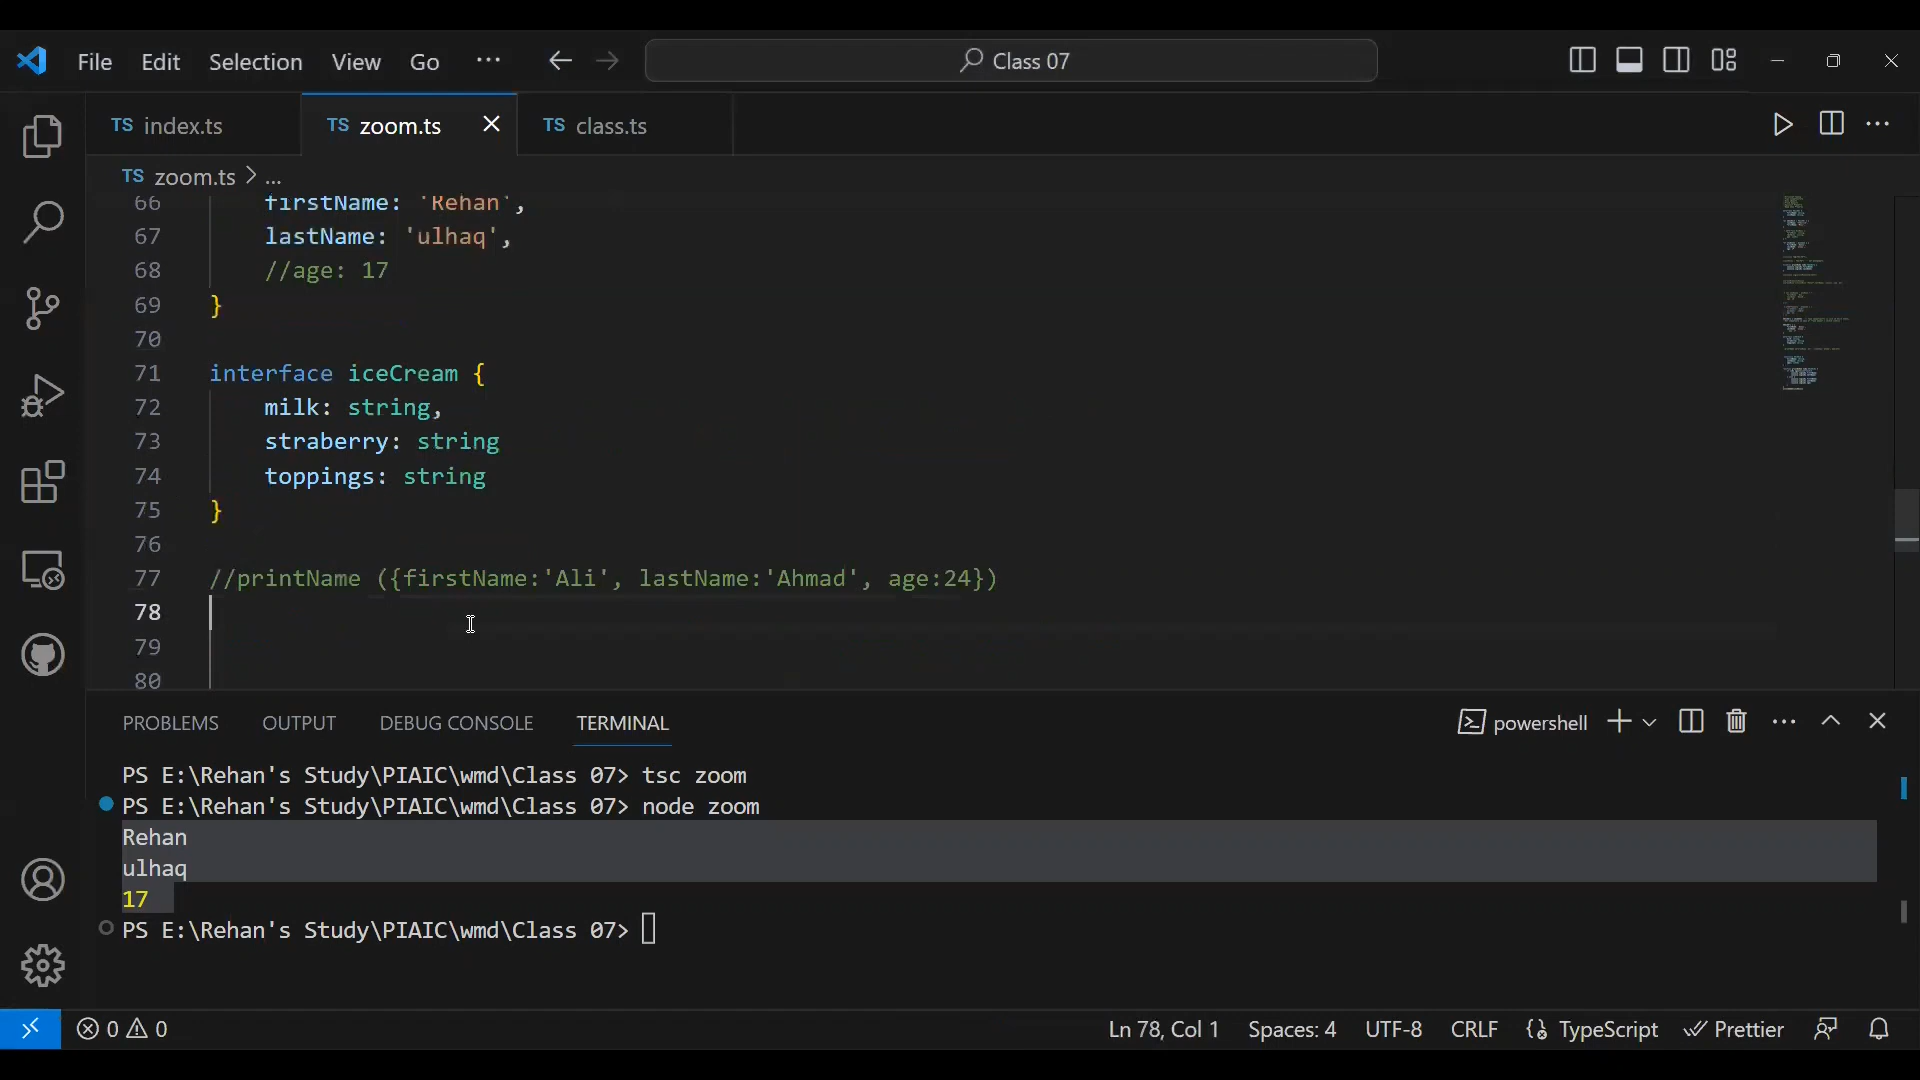 File Edit Selection View Go ··· Class 07
TS index.ts TS zoom.ts TS class.ts
TS zoom.ts > ...
66 firstName: 'Rehan',
67 lastName: 'ulhaq',
68 //age: 17
69 }
70
71 interface iceCream {
72 milk: string,
73 straberry: string
74 toppings: string
75 }
76
77 //printName ({firstName:'Ali', lastName:'Ahmad', age:24})
78
79
80
PROBLEMS OUTPUT DEBUG CONSOLE TERMINAL powershell
PS E:\Rehan's Study\PIAIC\wmd\Class 07> tsc zoom
PS E:\Rehan's Study\PIAIC\wmd\Class 07> node zoom
Rehan
ulhaq
17
PS E:\Rehan's Study\PIAIC\wmd\Class 07>
0 0 Ln 78, Col 1 Spaces: 4 UTF-8 CRLF {} TypeScript Prettier